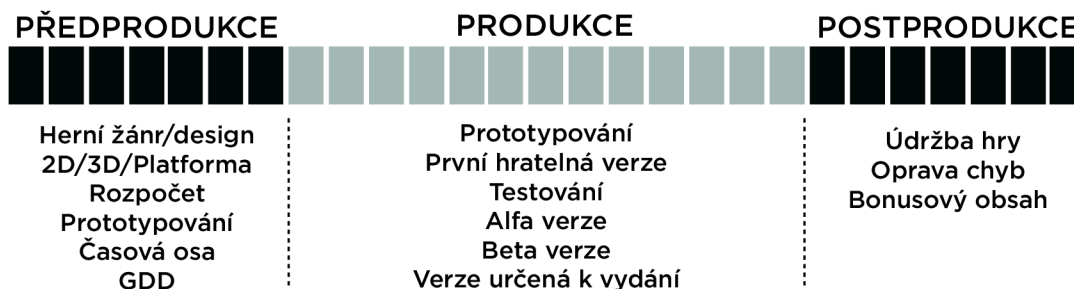 PŘEDPRODUKCE
Herní žánr/design
2D/3D/Platforma
Rozpočet
Prototypování
Časová osa
GDD
PRODUKCE
Prototypování
První hratelná verze
Testování
Alfa verze
Beta verze
Verze určená k vydání
POSTPRODUKCE
Údržba hry
Oprava chyb
Bonusový obsah